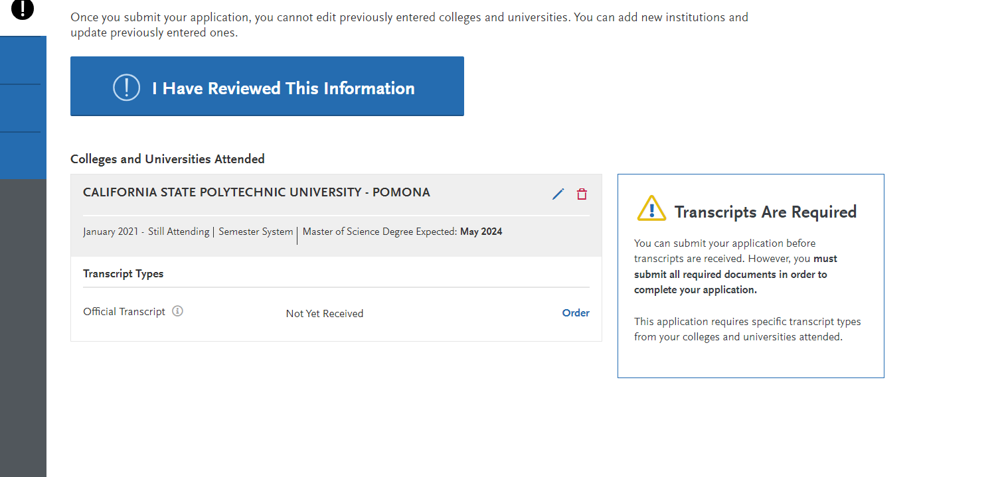 Once you submit your application, you cannot edit previously entered colleges and universities. You can add new institutions and
update previously entered ones.
I Have Reviewed This Information
Colleges and Universities Attended
CALIFORNIA STATE POLYTECHNIC UNIVERSITY - POMONA
January 2021 - Still Attending | Semester System | Master of Science Degree Expected: May 2024
Transcript Types
Official Transcript
Not Yet Received
Order
Transcripts Are Required
You can submit your application before
transcripts are received. However, you must
submit all required documents in order to
complete your application.
This application requires specific transcript types
from your colleges and universities attended.